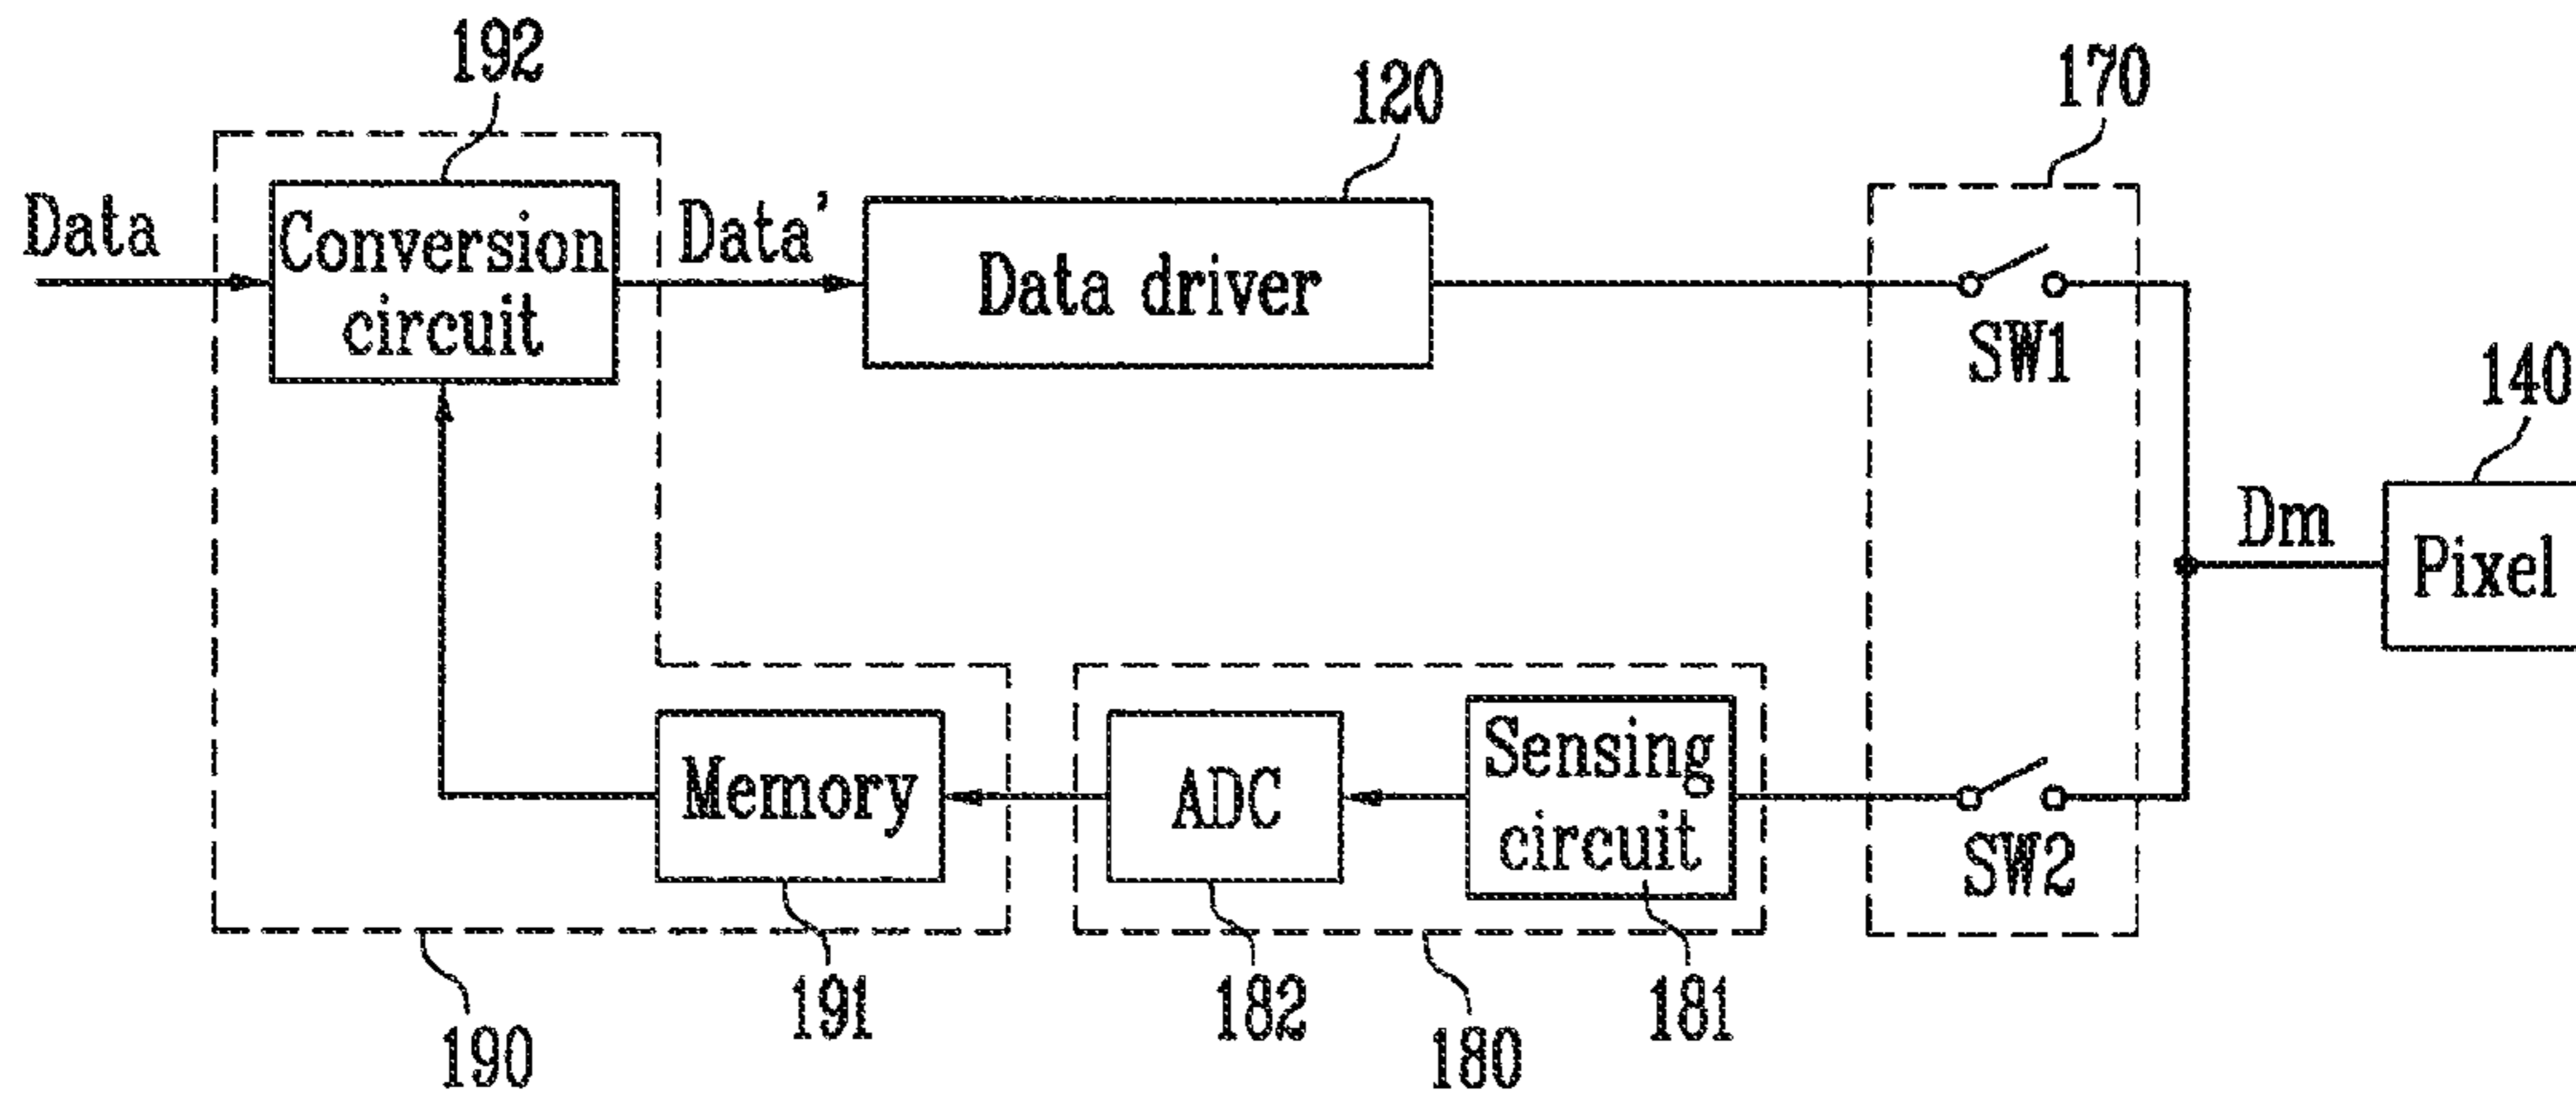 192
120
170
Data
Conversion
circuit
Data'
Data driver
SW1
140
Dm
Pixel
Memory
ADC
Sensing
circuit
SW2
191
182
181
190
180